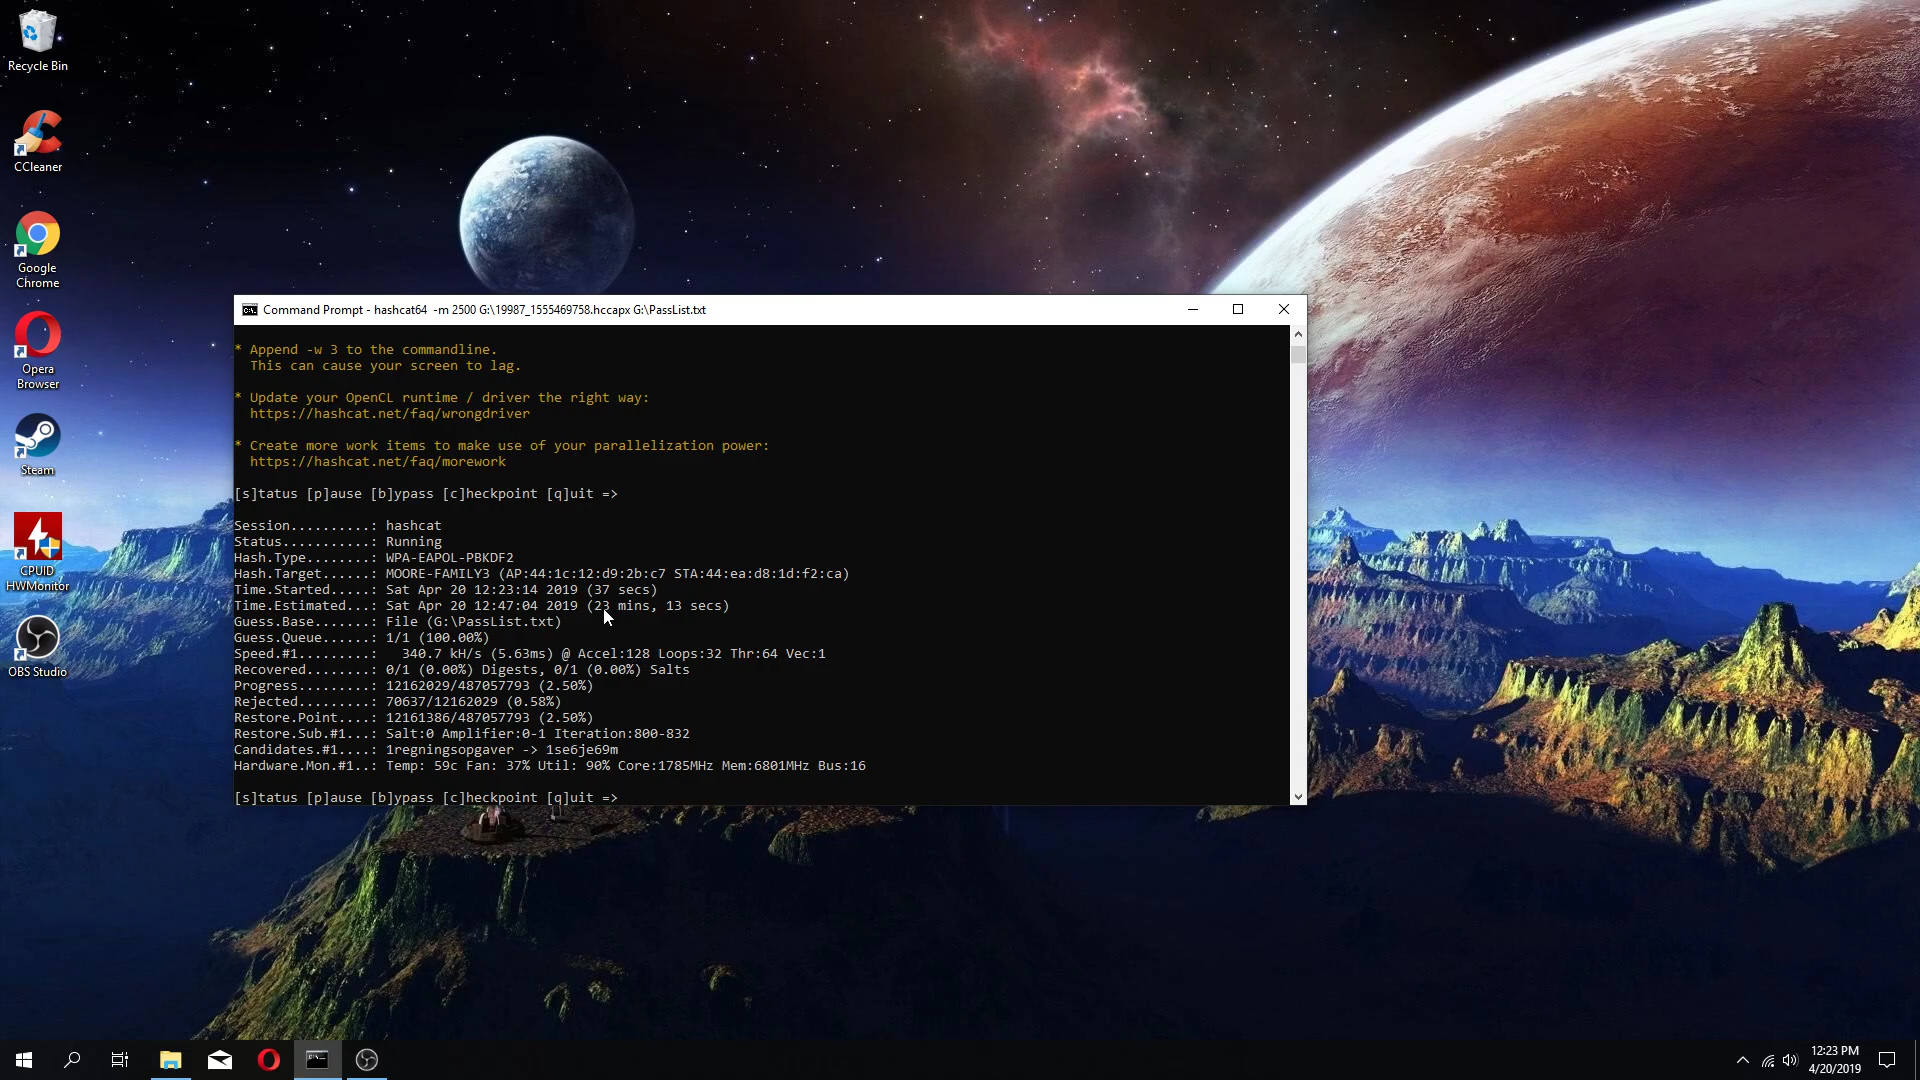 Recycle Bin
CCleaner
Google
Chrome
Opera
Browser
Steam
CPUID
HWMonitor
OBS Studio
Command Prompt - hashcat64  -m 2500 G:\19987_1555469758.hccapx G:\PassList.txt
* Append -w 3 to the commandline.
  This can cause your screen to lag.
* Update your OpenCL runtime / driver the right way:
  https://hashcat.net/faq/wrongdriver
* Create more work items to make use of your parallelization power:
  https://hashcat.net/faq/morework
[s]tatus [p]ause [b]ypass [c]heckpoint [q]uit =>
Session..........: hashcat
Status...........: Running
Hash.Type........: WPA-EAPOL-PBKDF2
Hash.Target......: MOORE-FAMILY3 (AP:44:1c:12:d9:2b:c7 STA:44:ea:d8:1d:f2:ca)
Time.Started.....: Sat Apr 20 12:23:14 2019 (37 secs)
Time.Estimated...: Sat Apr 20 12:47:04 2019 (23 mins, 13 secs)
Guess.Base.......: File (G:\PassList.txt)
Guess.Queue......: 1/1 (100.00%)
Speed.#1.........:   340.7 kH/s (5.63ms) @ Accel:128 Loops:32 Thr:64 Vec:1
Recovered........: 0/1 (0.00%) Digests, 0/1 (0.00%) Salts
Progress.........: 12162029/487057793 (2.50%)
Rejected.........: 70637/12162029 (0.58%)
Restore.Point....: 12161386/487057793 (2.50%)
Restore.Sub.#1...: Salt:0 Amplifier:0-1 Iteration:800-832
Candidates.#1....: 1regningsopgaver -> 1se6je69m
Hardware.Mon.#1..: Temp: 59c Fan: 37% Util: 90% Core:1785MHz Mem:6801MHz Bus:16
[s]tatus [p]ause [b]ypass [c]heckpoint [q]uit =>
12:23 PM
4/20/2019